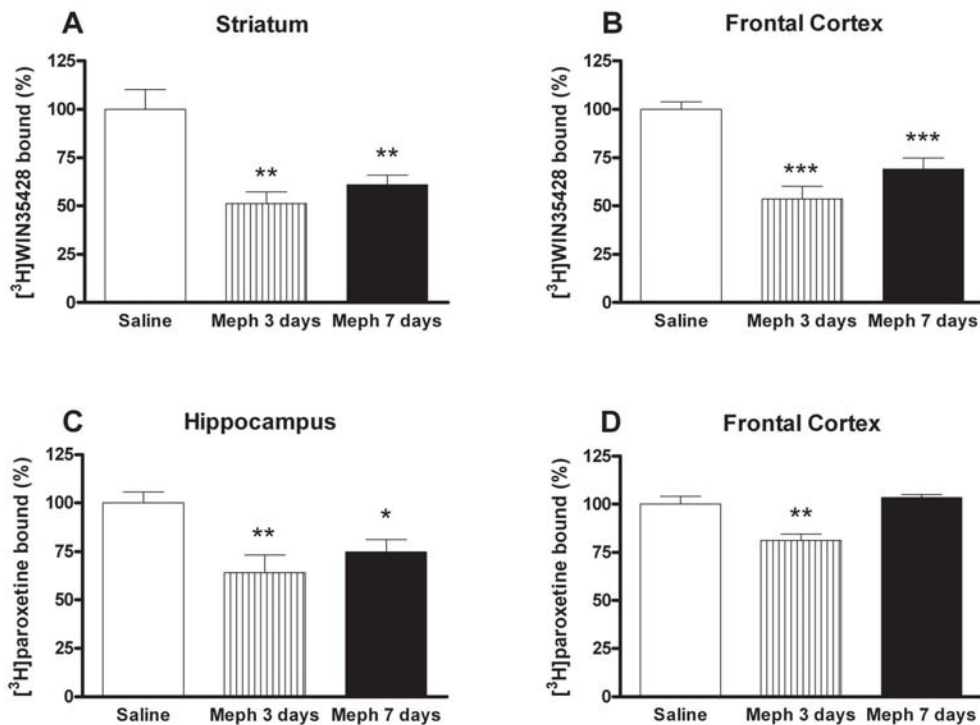 A Striatum
[³H]WIN35428 bound (%)
125
100
75
50
25
0
** **
Saline Meph 3 days Meph 7 days
B Frontal Cortex
[³H]WIN35428 bound (%)
125
100
75
50
25
0
*** ***
Saline Meph 3 days Meph 7 days
C Hippocampus
[³H]paroxetine bound (%)
125
100
75
50
25
0
** *
Saline Meph 3 days Meph 7 days
D Frontal Cortex
[³H]paroxetine bound (%)
125
100
75
50
25
0
**
Saline Meph 3 days Meph 7 days